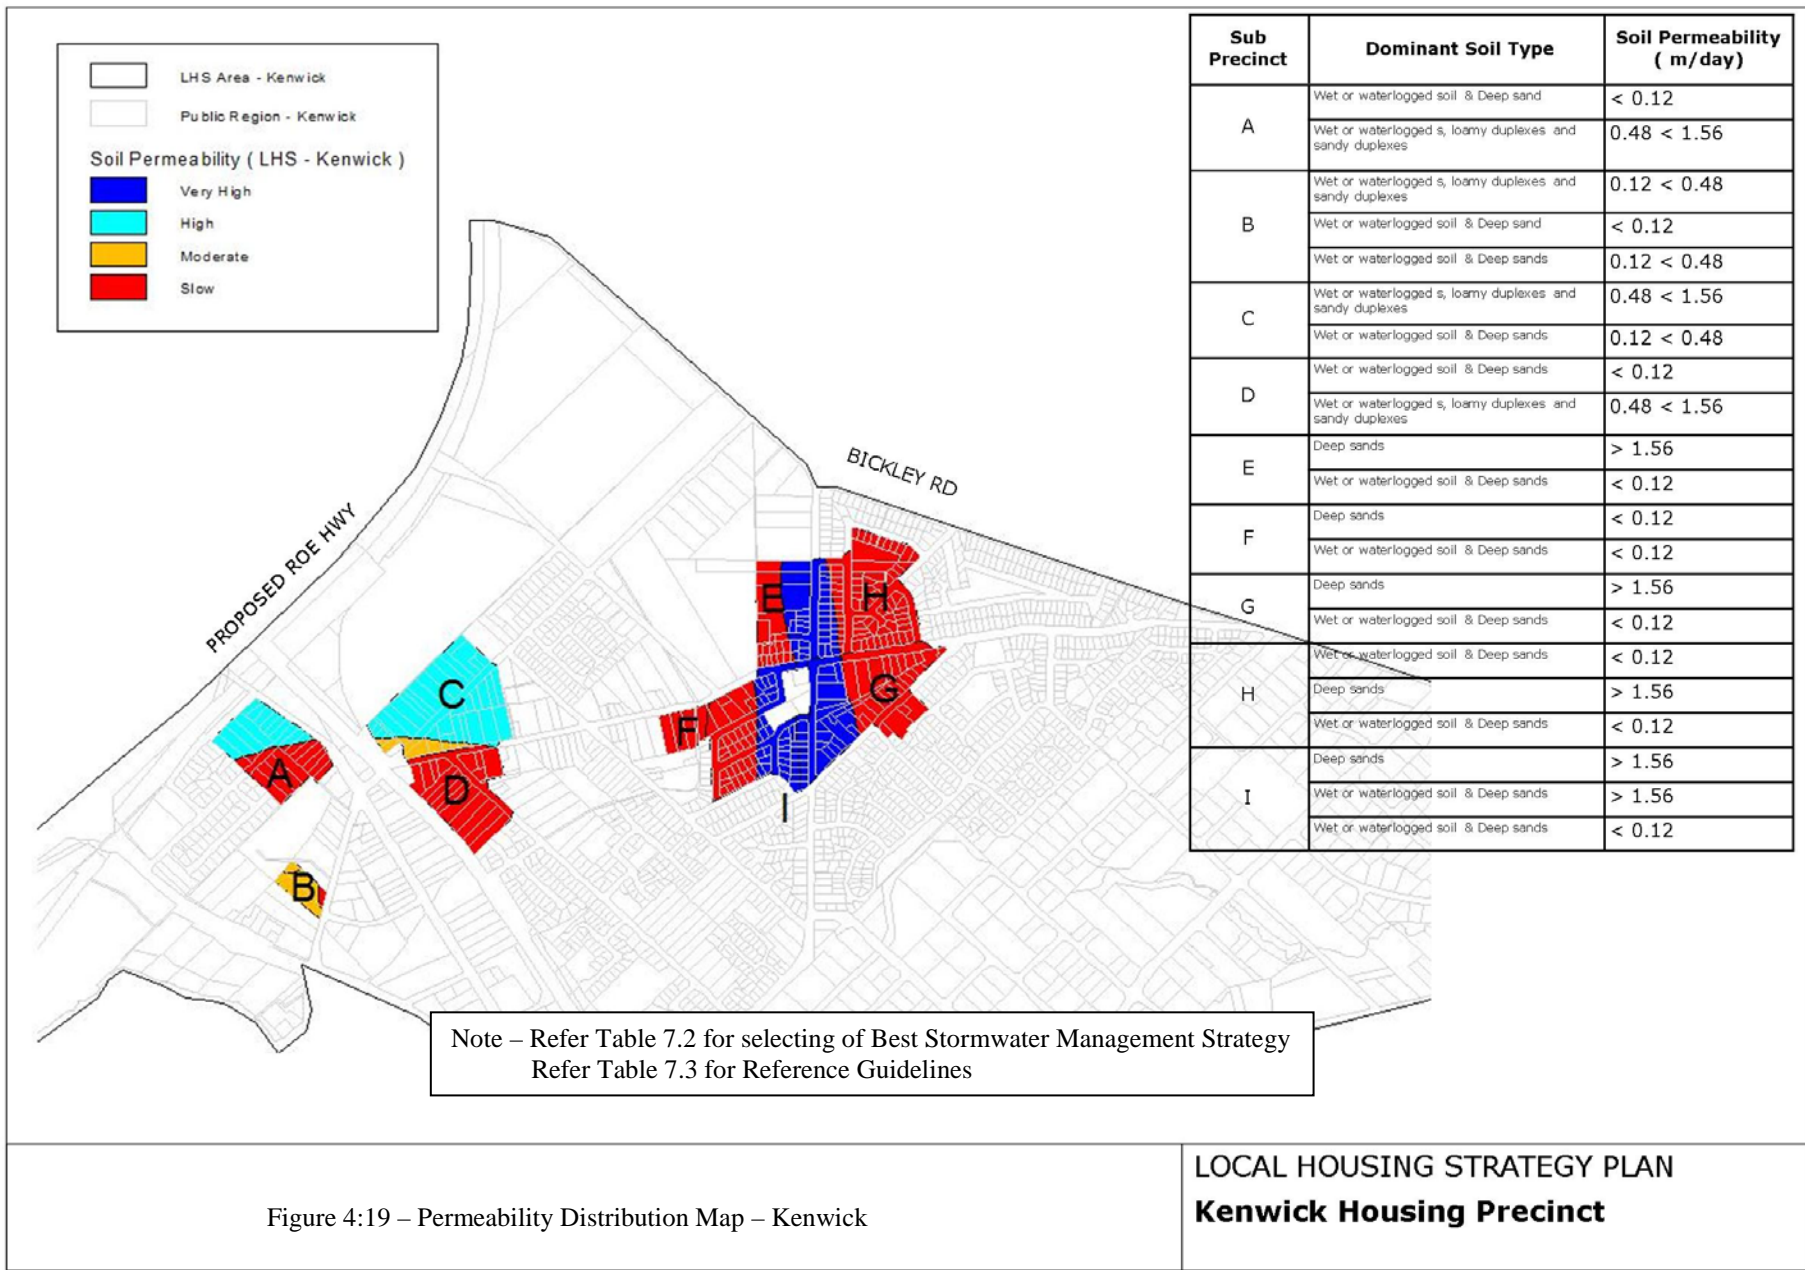 LHS Area - Kenwick
Public Region - Kenwick
Soil Permeability ( LHS - Kenwick )
Very High
High
Moderate
Slow
PROPOSED ROE HWY
BICKLEY RD
A
B
C
D
E
F
G
H
I
Sub Precinct
Dominant Soil Type
Soil Permeability ( m/day)
A
Wet or waterlogged soil & Deep sand
< 0.12
Wet or waterlogged s, loamy duplexes and
sandy duplexes
0.48 < 1.56
B
Wet or waterlogged s, loamy duplexes and
sandy duplexes
0.12 < 0.48
Wet or waterlogged soil & Deep sand
< 0.12
Wet or waterlogged soil & Deep sands
0.12 < 0.48
C
Wet or waterlogged s, loamy duplexes and
sandy duplexes
0.48 < 1.56
Wet or waterlogged soil & Deep sands
0.12 < 0.48
D
Wet or waterlogged soil & Deep sands
< 0.12
Wet or waterlogged s, loamy duplexes and
sandy duplexes
0.48 < 1.56
E
Deep sands
> 1.56
Wet or waterlogged soil & Deep sands
< 0.12
F
Deep sands
< 0.12
Wet or waterlogged soil & Deep sands
< 0.12
G
Deep sands
> 1.56
Wet or waterlogged soil & Deep sands
< 0.12
H
Wet or waterlogged soil & Deep sands
< 0.12
Deep sands
> 1.56
Wet or waterlogged soil & Deep sands
< 0.12
I
Deep sands
> 1.56
Wet or waterlogged soil & Deep sands
> 1.56
Wet or waterlogged soil & Deep sands
< 0.12
Note – Refer Table 7.2 for selecting of Best Stormwater Management Strategy
Refer Table 7.3 for Reference Guidelines
Figure 4:19 – Permeability Distribution Map – Kenwick
LOCAL HOUSING STRATEGY PLAN
Kenwick Housing Precinct